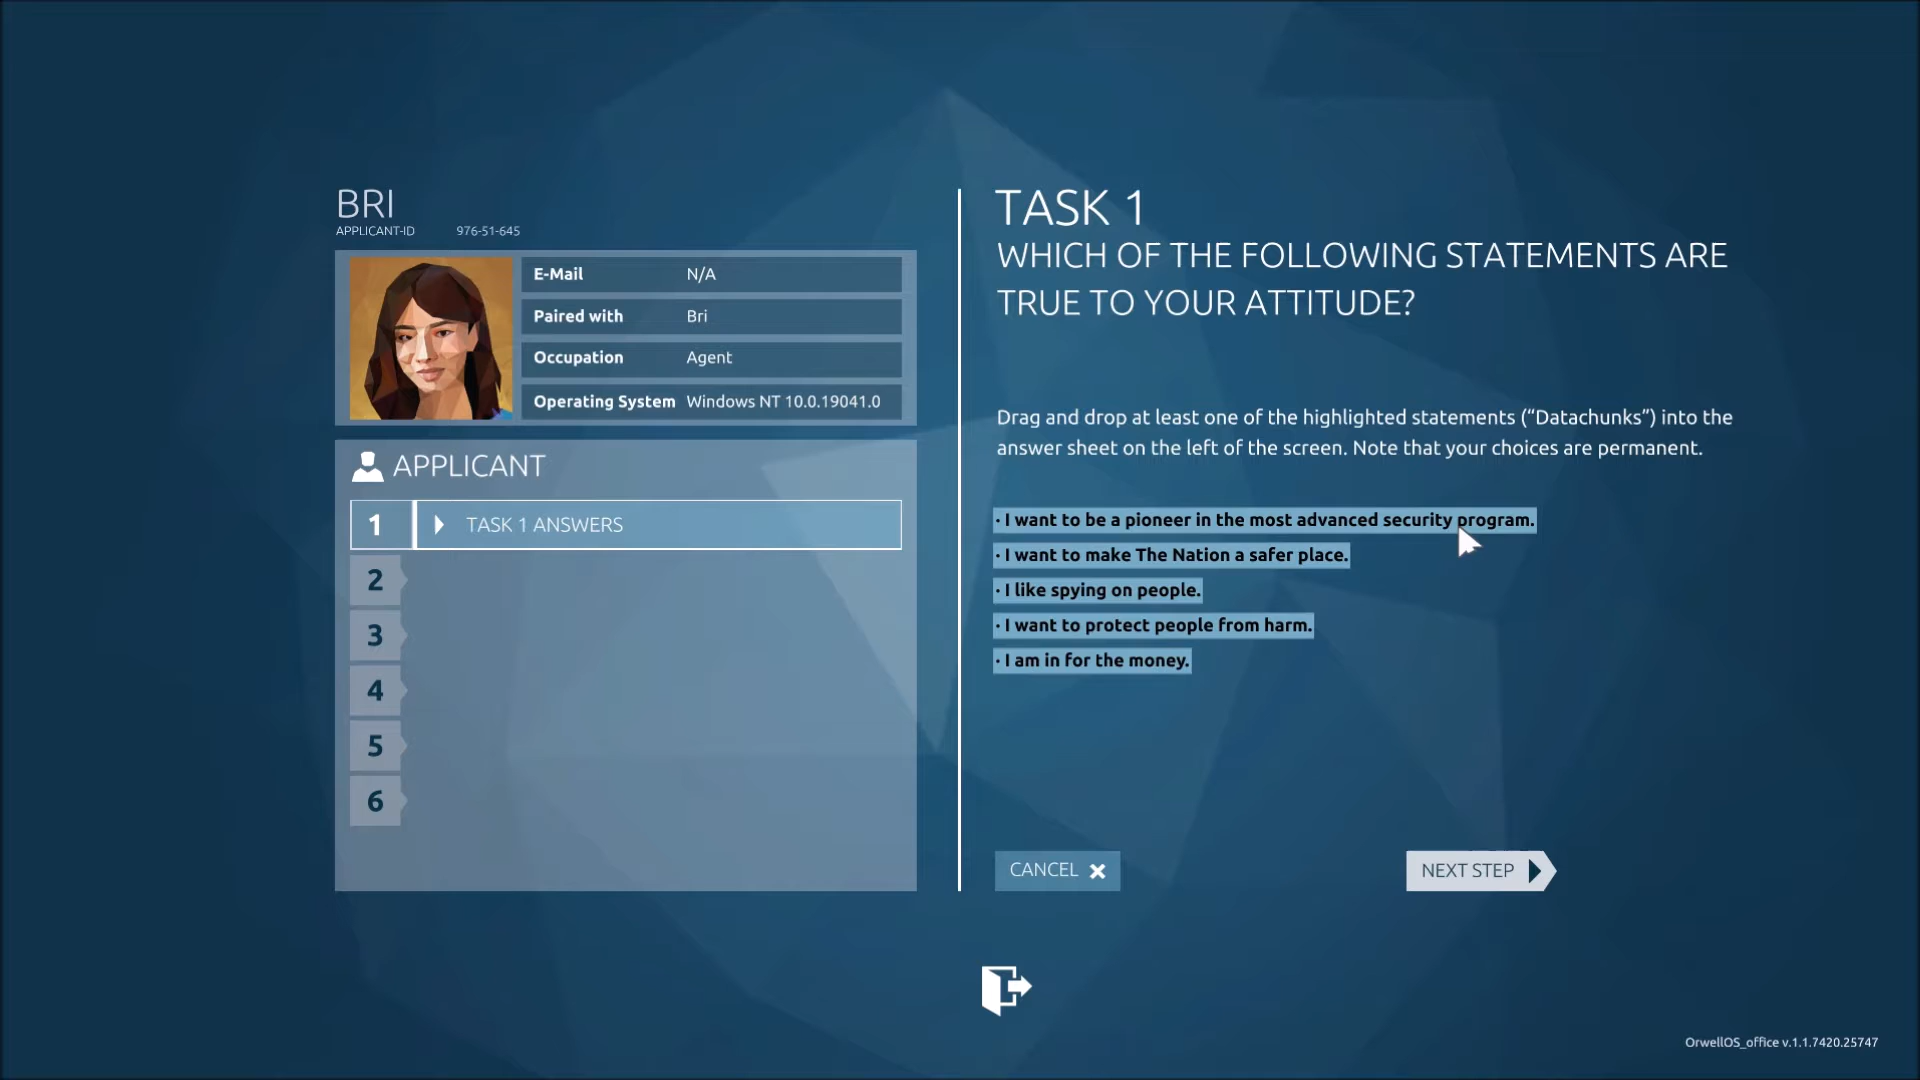 BRI
APPLICANT-ID 976-51-645
E-Mail N/A
Paired with Bri
Occupation Agent
Operating System Windows NT 10.0.19041.0
APPLICANT
1 TASK 1 ANSWERS
2
3
4
5
6
TASK 1
WHICH OF THE FOLLOWING STATEMENTS ARE
TRUE TO YOUR ATTITUDE?
Drag and drop at least one of the highlighted statements (“Datachunks”) into the
answer sheet on the left of the screen. Note that your choices are permanent.
· I want to be a pioneer in the most advanced security program.
· I want to make The Nation a safer place.
· I like spying on people.
· I want to protect people from harm.
· I am in for the money.
CANCEL
NEXT STEP
OrwellOS_office v.1.1.7420.25747